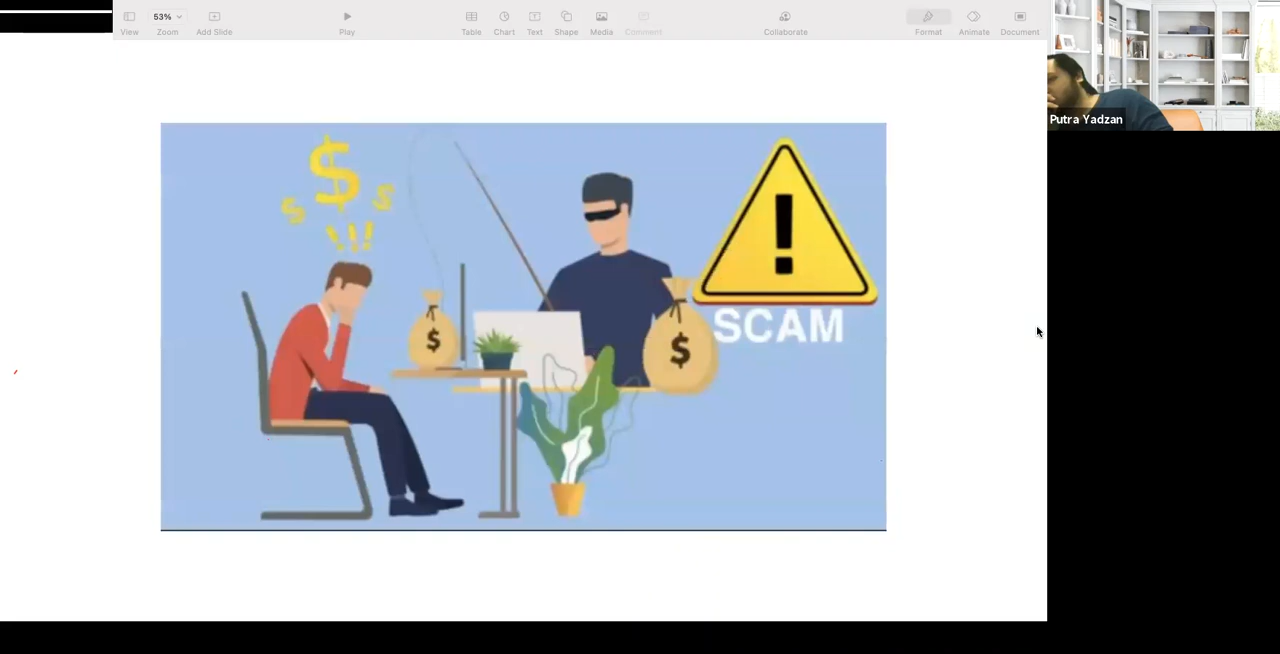 53%
View Zoom Add Slide Play Table Chart Text Shape Media Comment Collaborate Format Animate Document
Putra Yadzan
$
$ $
!!!
!
SCAM
$
$